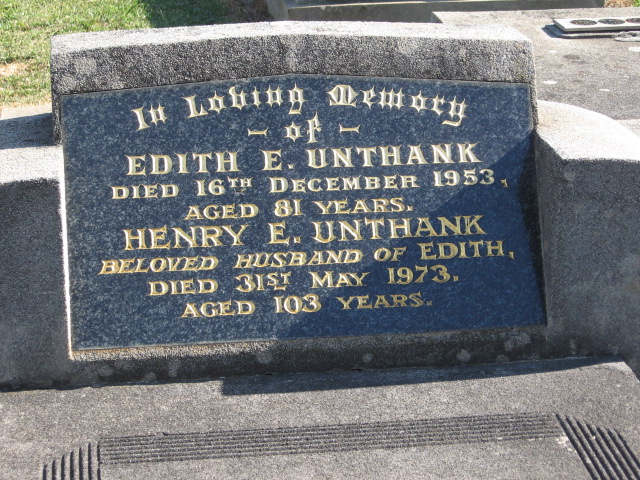 In Loving Memory
- of -
EDITH E. UNTHANK
DIED 16TH DECEMBER 1953,
AGED 81 YEARS.
HENRY E. UNTHANK
BELOVED HUSBAND OF EDITH,
DIED 31ST MAY 1973.
AGED 103 YEARS.